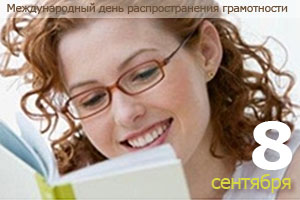 Международный день распространения грамотности
8
сентября